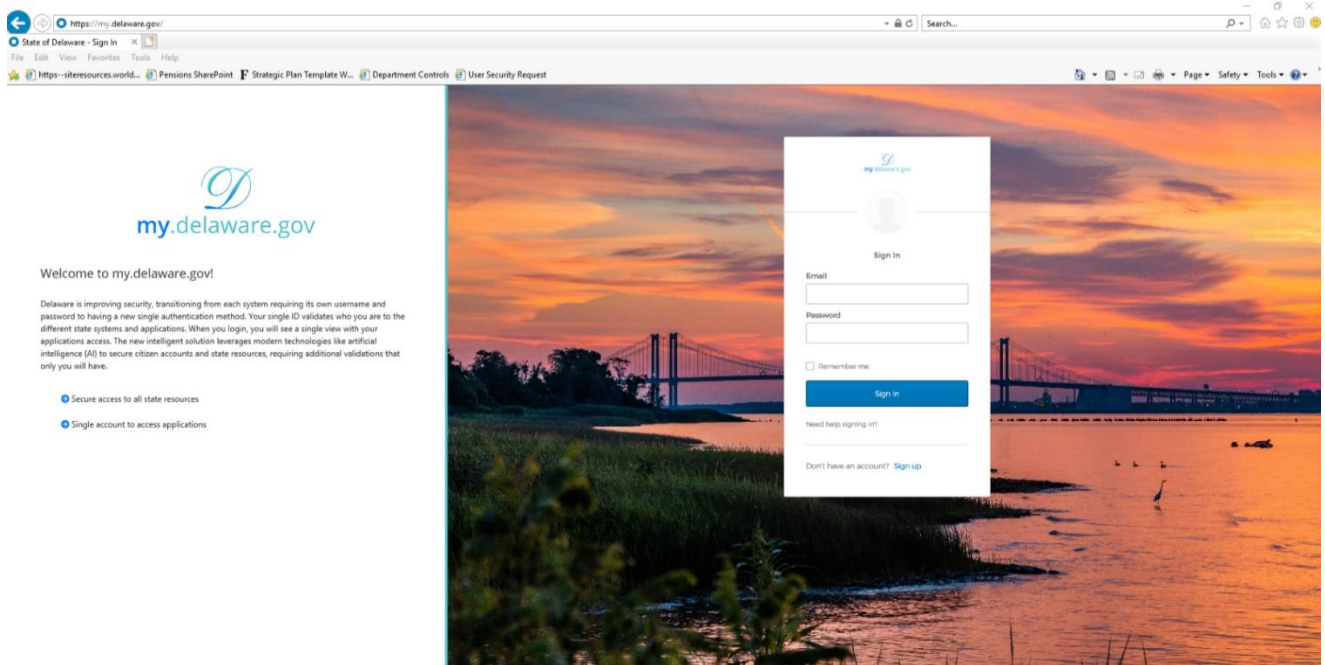 https://my.delaware.gov/
Search...
State of Delaware - Sign In
File Edit View Favorites Tools Help
https--siteresources.world... Pensions SharePoint F Strategic Plan Template W... Department Controls User Security Request
Page Safety Tools
D
my.delaware.gov
Welcome to my.delaware.gov!
Delaware is improving security, transitioning from each system requiring its own username and
password to having a new single authentication method. Your single ID validates who you are to the
different state systems and applications. When you login, you will see a single view with your
applications access. The new intelligent solution leverages modern technologies like artificial
intelligence (AI) to secure citizen accounts and state resources, requiring additional validations that
only you will have.
Secure access to all state resources
Single account to access applications
D
my.delaware.gov
Sign In
Email
Password
Remember me
Sign In
Need help signing in?
Don't have an account? Sign up